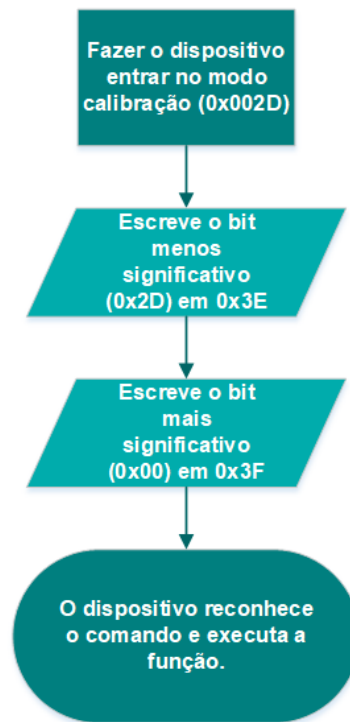 Fazer o dispositivo
entrar no modo
calibração (0x002D)
Escreve o bit
menos
significativo
(0x2D) em 0x3E
Escreve o bit
mais
significativo
(0x00) em 0x3F
O dispositivo reconhece
o comando e executa a
função.